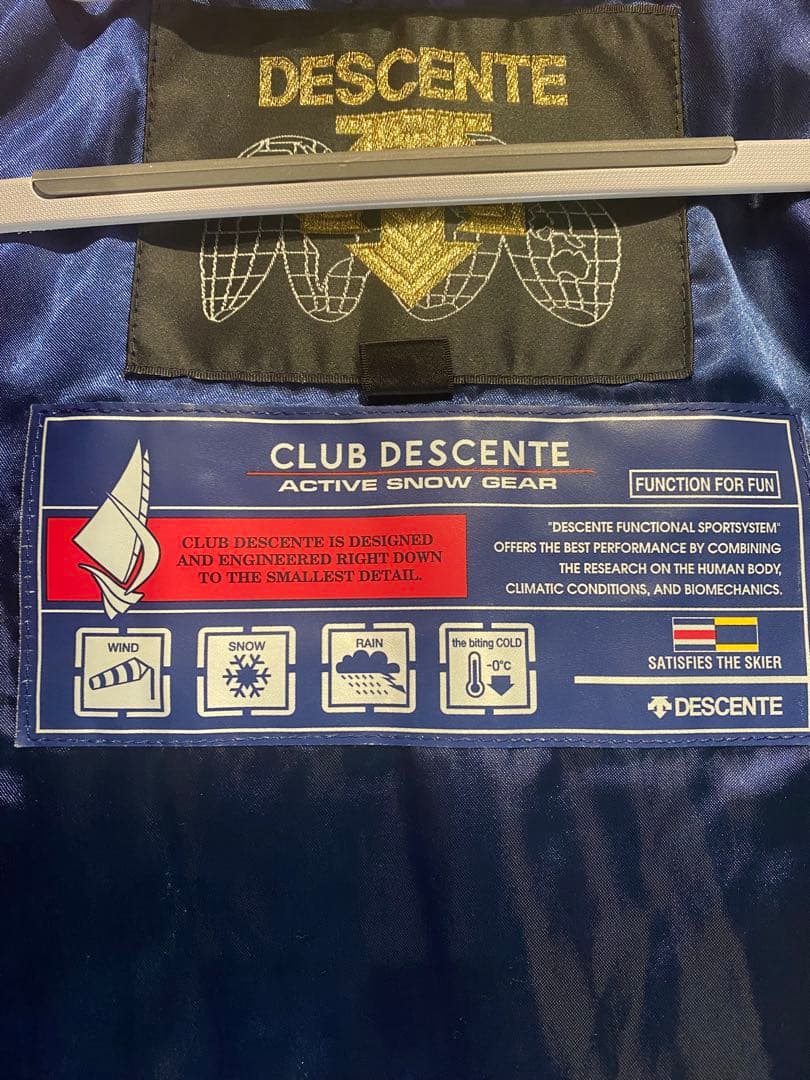 DESCENTE
CLUB DESCENTE
ACTIVE SNOW GEAR
FUNCTION FOR FUN
CLUB DESCENTE IS DESIGNED
AND ENGINEERED RIGHT DOWN
TO THE SMALLEST DETAIL.
"DESCENTE FUNCTIONAL SPORTSYSTEM"
OFFERS THE BEST PERFORMANCE BY COMBINING
THE RESEARCH ON THE HUMAN BODY,
CLIMATIC CONDITIONS, AND BIOMECHANICS.
WIND
SNOW
RAIN
the biting COLD
-0°C
SATISFIES THE SKIER
DESCENTE